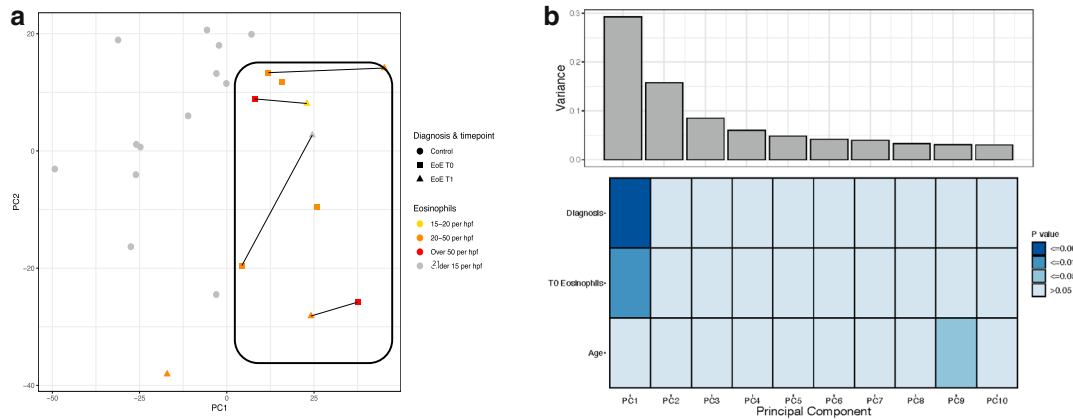 a
20
0
−20
−40
−50
−25
0
25
PC1
PC2
Diagnosis & timepoint
Control
EoE T0
EoE T1
Eosinophils
15−20 per hpf
20−50 per hpf
Over 50 per hpf
21
per hpf
b
0.3
0.2
0.1
0.0
Variance
Diagnosis
T0 Eosinophils
Age
PC1 PC2 PC3 PC4 PC5 PC6 PC7 PC8 PC9 PC10
Principal Component
P value
>0.05